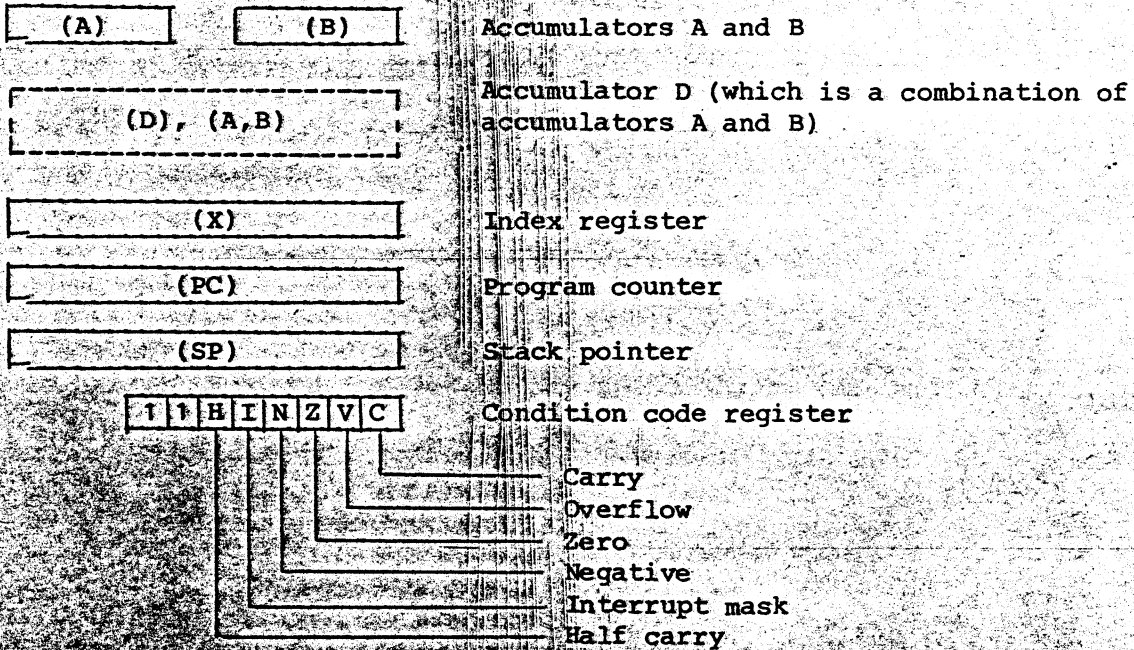 (A) (B) Accumulators A and B
Accumulator D (which is a combination of
(D), (A,B) accumulators A and B)
(X) Index register
(PC) Program counter
(SP) Stack pointer
1 1 H I N Z V C Condition code register
Carry
Overflow
Zero
Negative
Interrupt mask
Half carry